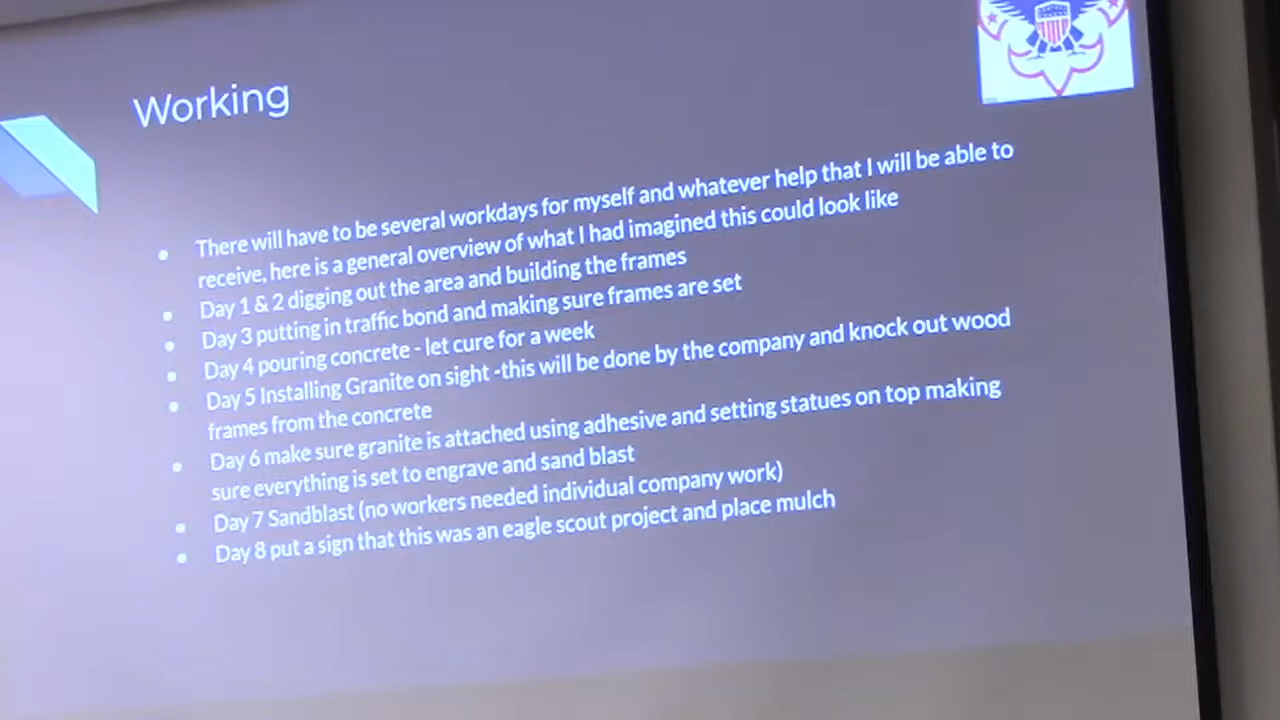 Working
There will have to be several workdays for myself and whatever help that I will be able to
receive, here is a general overview of what I had imagined this could look like
Day 1 & 2 digging out the area and building the frames
Day 3 putting in traffic bond and making sure frames are set
Day 4 pouring concrete - let cure for a week
Day 5 Installing Granite on sight -this will be done by the company and knock out wood
frames from the concrete
Day 6 make sure granite is attached using adhesive and setting statues on top making
sure everything is set to engrave and sand blast
Day 7 Sandblast (no workers needed individual company work)
Day 8 put a sign that this was an eagle scout project and place mulch